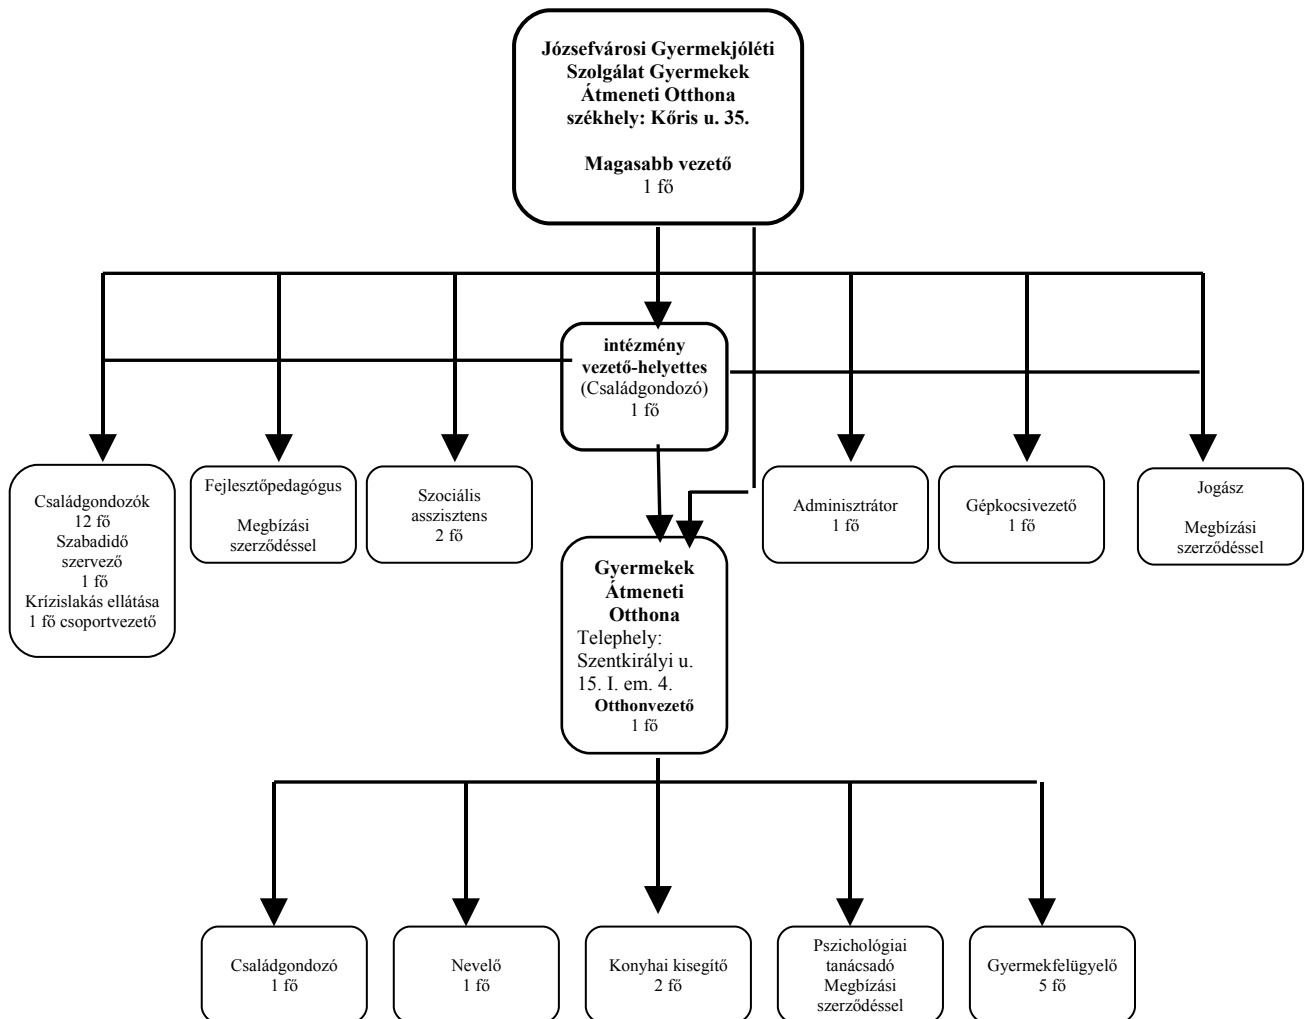 Józsefvárosi Gyermekjóléti
Szolgálat Gyermekek
Átmeneti Otthona
székhely: Kőris u. 35.
Magasabb vezető
1 fő
intézmény
vezető-helyettes
(Családgondozó)
1 fő
Családgondozók
12 fő
Szabadidő
szervező
1 fő
Krízislakás ellátása
1 fő csoportvezető
Fejlesztőpedagógus
Megbízási
szerződéssel
Szociális
asszisztens
2 fő
Adminisztrátor
1 fő
Gépkocsivezető
1 fő
Jogász
Megbízási
szerződéssel
Gyermekek
Átmeneti
Otthona
Telephely:
Szentkirályi u.
15. I. em. 4.
Otthonvezető
1 fő
Családgondozó
1 fő
Nevelő
1 fő
Konyhai kisegítő
2 fő
Pszichológiai
tanácsadó
Megbízási
szerződéssel
Gyermekfelügyelő
5 fő